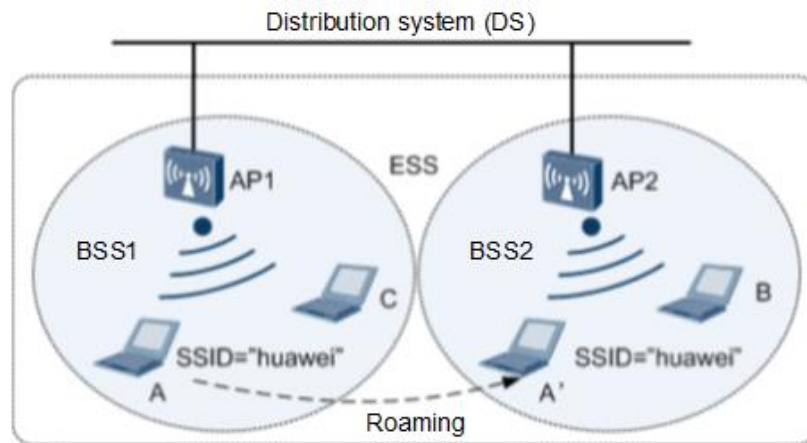 Distribution system (DS)
AP1
ESS
AP2
BSS1
BSS2
C
B
SSID="huawei"
SSID="huawei"
A
A'
Roaming